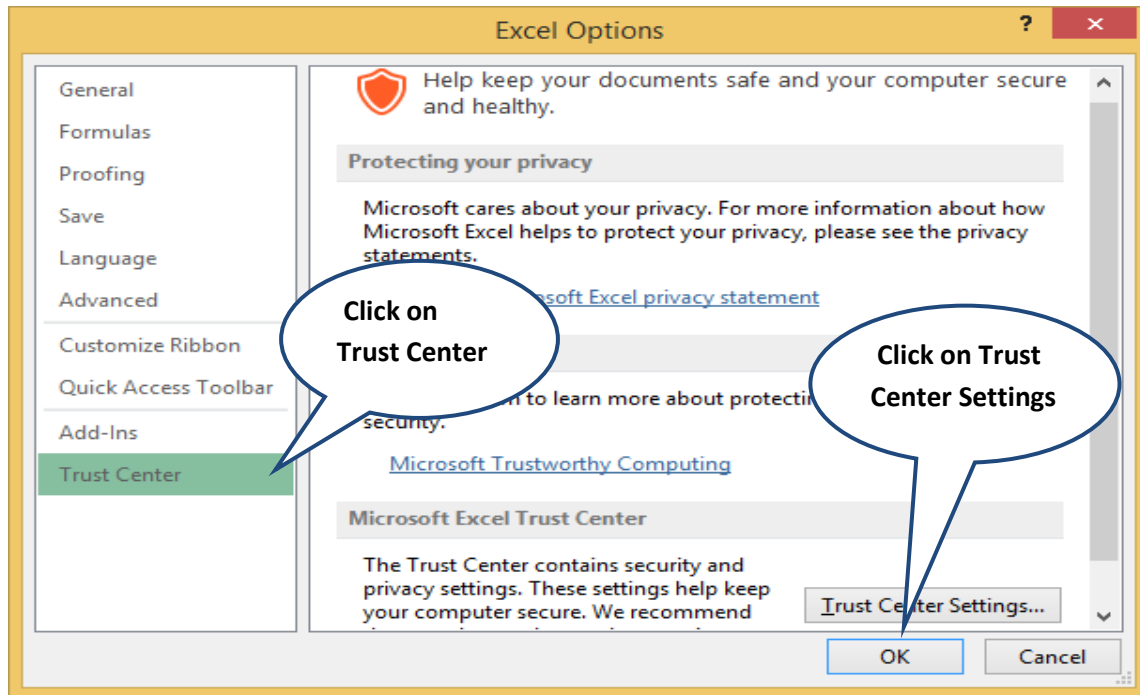 Excel Options
?
×
General
Formulas
Proofing
Save
Language
Advanced
Customize Ribbon
Quick Access Toolbar
Add-Ins
Trust Center
Help keep your documents safe and your computer secure
and healthy.
Protecting your privacy
Microsoft cares about your privacy. For more information about how
Microsoft Excel helps to protect your privacy, please see the privacy
statements.
Excel privacy statement
Click on
Trust Center
to learn more about
security.
Microsoft Trustworthy Computing
Click on Trust
Center Settings
Microsoft Excel Trust Center
The Trust Center contains security and
privacy settings. These settings help keep
your computer secure. We recommend
Trust Center Settings...
OK
Cancel